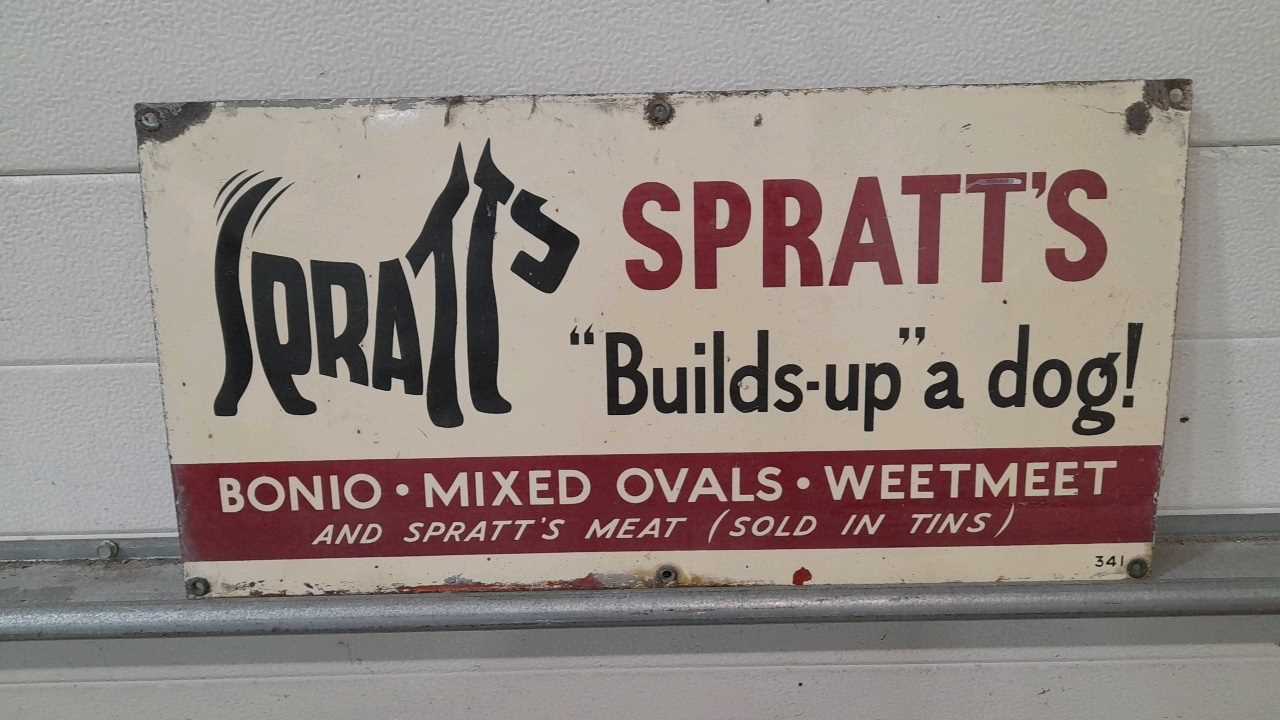 SPRATT'S
SPRATT'S
“Builds-up” a dog!
BONIO • MIXED OVALS • WEETMEET
AND SPRATT'S MEAT (SOLD IN TINS)
341